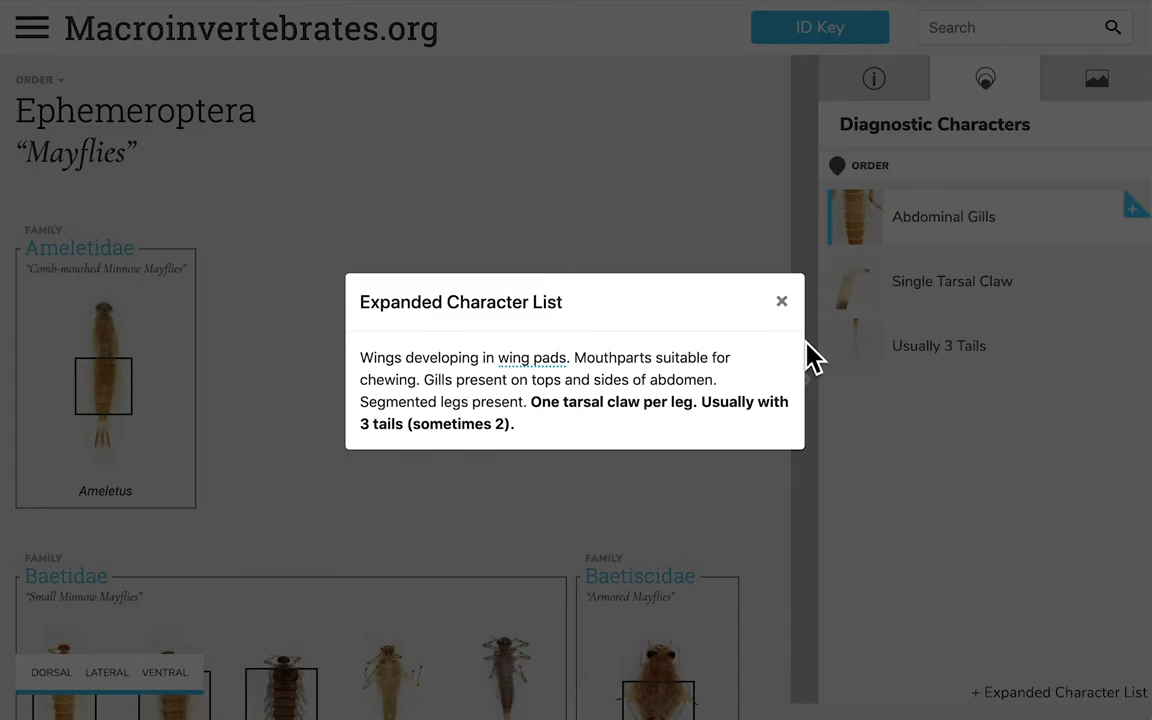 Macroinvertebrates.org
ID Key
Search
ORDER
Ephemeroptera
“Mayflies”
FAMILY
Ameletidae
“Comb-mouthed Minnow Mayflies”
Ameletus
FAMILY
Baetidae
“Small Minnow Mayflies”
FAMILY
Baetiscidae
“Armored Mayflies”
DORSAL LATERAL VENTRAL
Expanded Character List
Wings developing in wing pads. Mouthparts suitable for
chewing. Gills present on tops and sides of abdomen.
Segmented legs present. One tarsal claw per leg. Usually with
3 tails (sometimes 2).
Diagnostic Characters
ORDER
Abdominal Gills
Single Tarsal Claw
Usually 3 Tails
+ Expanded Character List